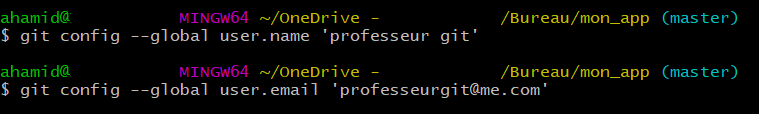 ahamid@ MINGW64 ~/OneDrive - /Bureau/mon_app (master)
$ git config --global user.name 'professeur git'
ahamid@ MINGW64 ~/OneDrive - /Bureau/mon_app (master)
$ git config --global user.email 'professeurgit@me.com'